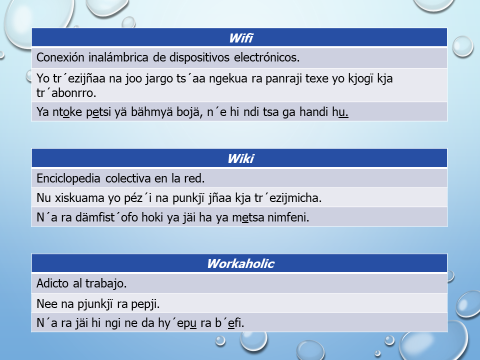 Wifi
Conexión inalámbrica de dispositivos electrónicos.
Yo tr´ezijñaa na joo jargo ts´aa ngekua ra panraji texe yo kjogï kja
tr´abonrro.
Ya ntoke petsi yä bähmyä bojä, n´e hi ndi tsa ga handi hu.
Wiki
Enciclopedia colectiva en la red.
Nu xiskuama yo péz´i na punkjï jñaa kja tr´ezijmicha.
N´a ra dämfist´ofo hoki ya jäi ha ya metsa nimfeni.
Workaholic
Adicto al trabajo.
Nee na pjunkjï ra pepji.
N´a ra jäi hi ngi ne da hy´epu ra b´efi.